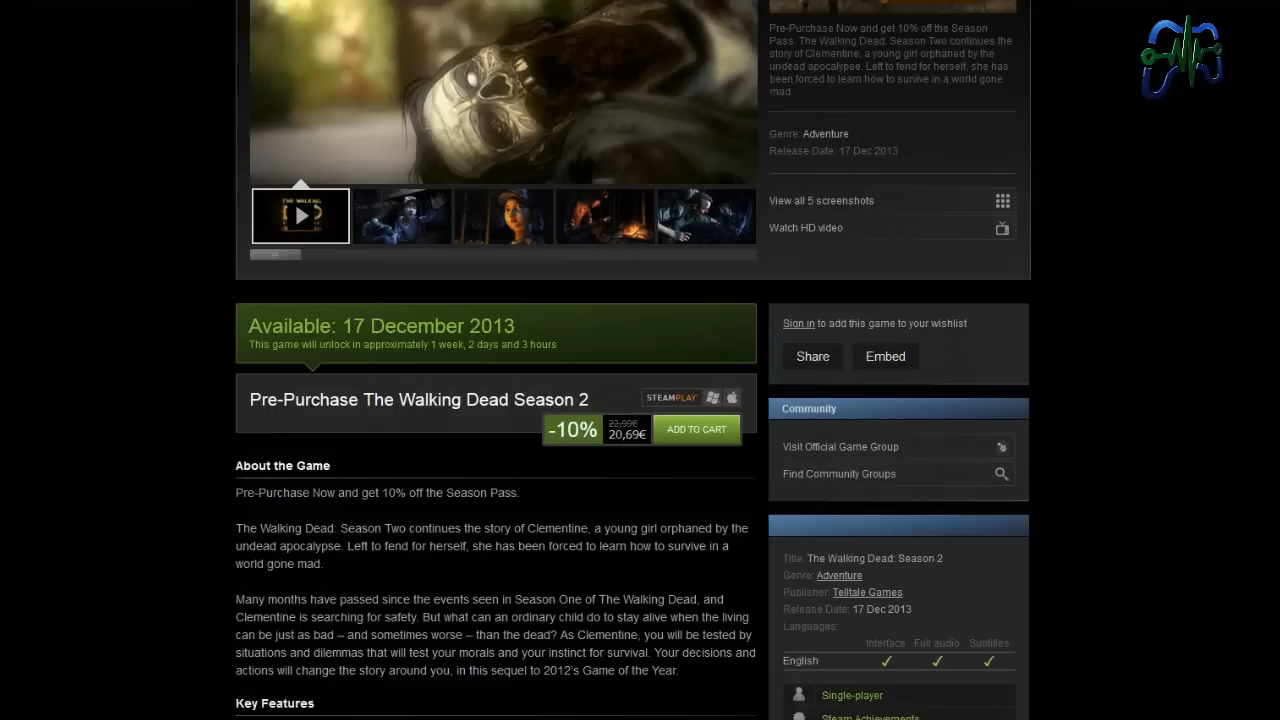 Pre-Purchase Now and get 10% off the Season
Pass. The Walking Dead: Season Two continues the
story of Clementine, a young girl orphaned by the
undead apocalypse. Left to fend for herself, she has
been forced to learn how to survive in a world gone
mad.
Genre: Adventure
Release Date: 17 Dec 2013
THE WALKING
View all 5 screenshots
Watch HD video
Available: 17 December 2013
This game will unlock in approximately 1 week, 2 days and 3 hours
Pre-Purchase The Walking Dead Season 2
STEAMPLAY
-10%
22,99€
20,69€
ADD TO CART
About the Game
Pre-Purchase Now and get 10% off the Season Pass.
The Walking Dead: Season Two continues the story of Clementine, a young girl orphaned by the
undead apocalypse. Left to fend for herself, she has been forced to learn how to survive in a
world gone mad.
Many months have passed since the events seen in Season One of The Walking Dead, and
Clementine is searching for safety. But what can an ordinary child do to stay alive when the living
can be just as bad – and sometimes worse – than the dead? As Clementine, you will be tested by
situations and dilemmas that will test your morals and your instinct for survival. Your decisions and
actions will change the story around you, in this sequel to 2012's Game of the Year.
Key Features
Sign in to add this game to your wishlist
Share
Embed
Community
Visit Official Game Group
Find Community Groups
Title: The Walking Dead: Season 2
Genre: Adventure
Publisher: Telltale Games
Release Date: 17 Dec 2013
Languages:
Interface Full audio Subtitles
English
Single-player
Steam Achievements